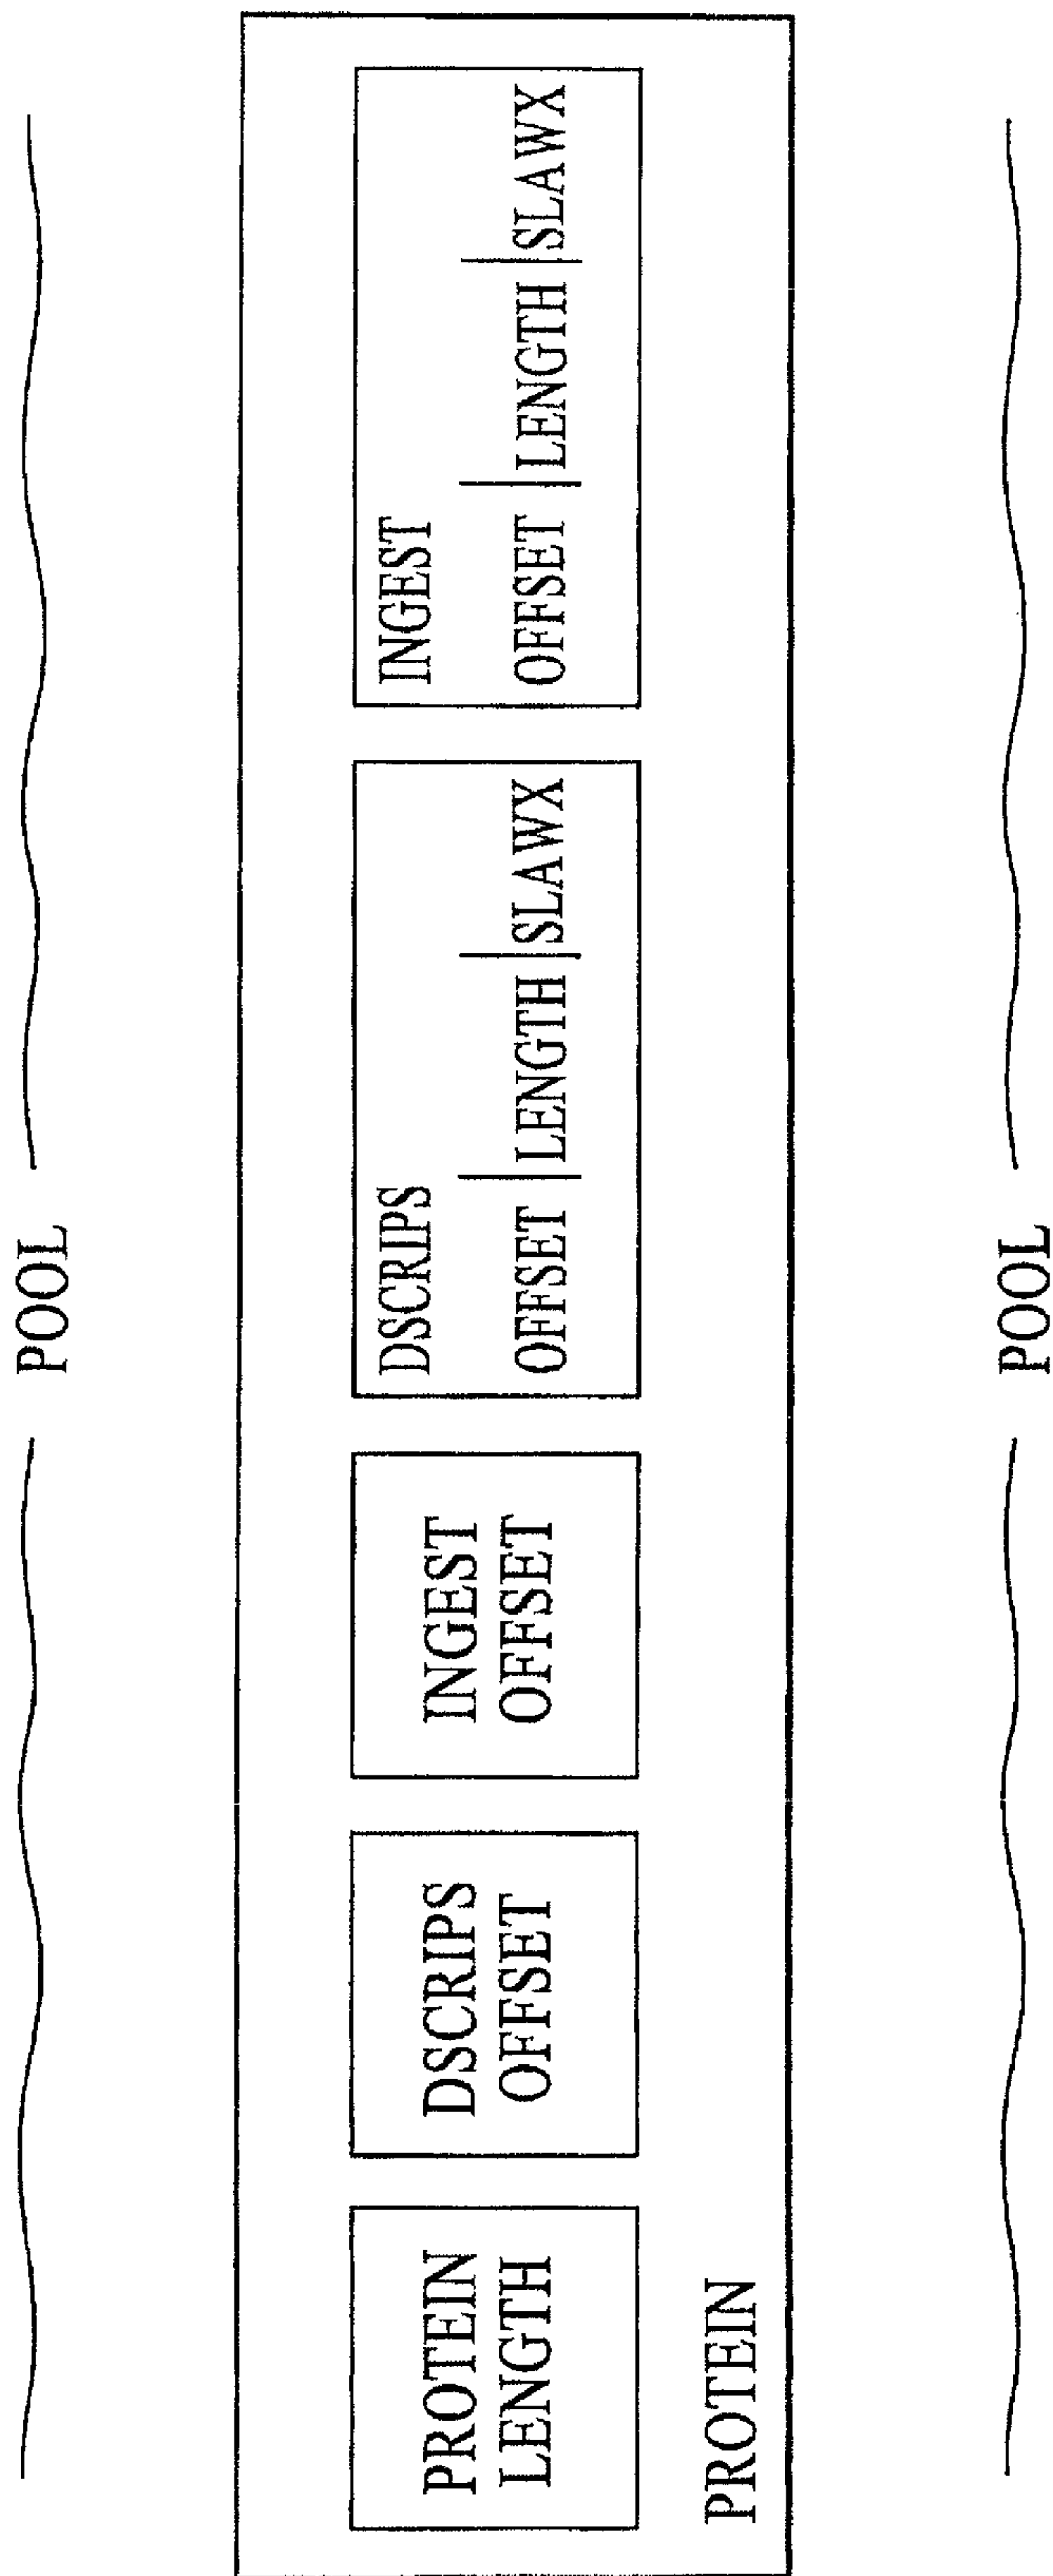 POOL
PROTEIN LENGTH
DSCRIPS OFFSET
INGEST OFFSET
DSCRIPS
OFFSET LENGTH SLAWX
INGEST
OFFSET LENGTH SLAWX
PROTEIN
POOL